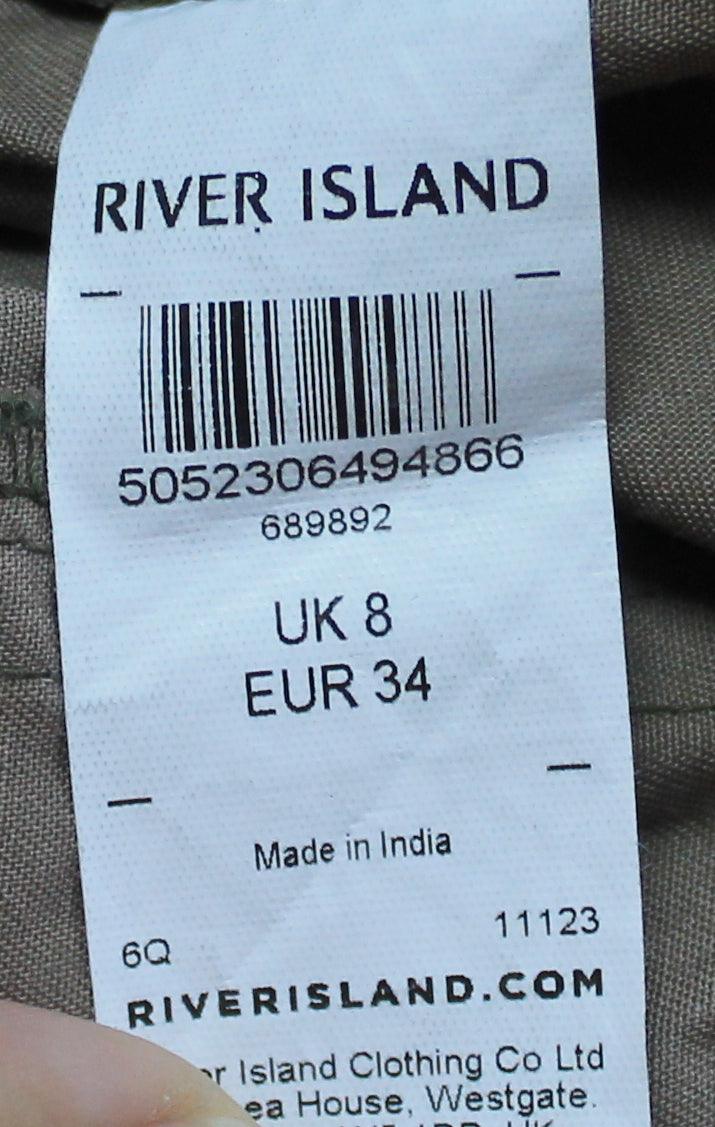 RIVER ISLAND
5052306494866
689892
UK 8
EUR 34
Made in India
6Q 11123
RIVERISLAND.COM
Island Clothing Co Ltd
House, Westgate.
UK